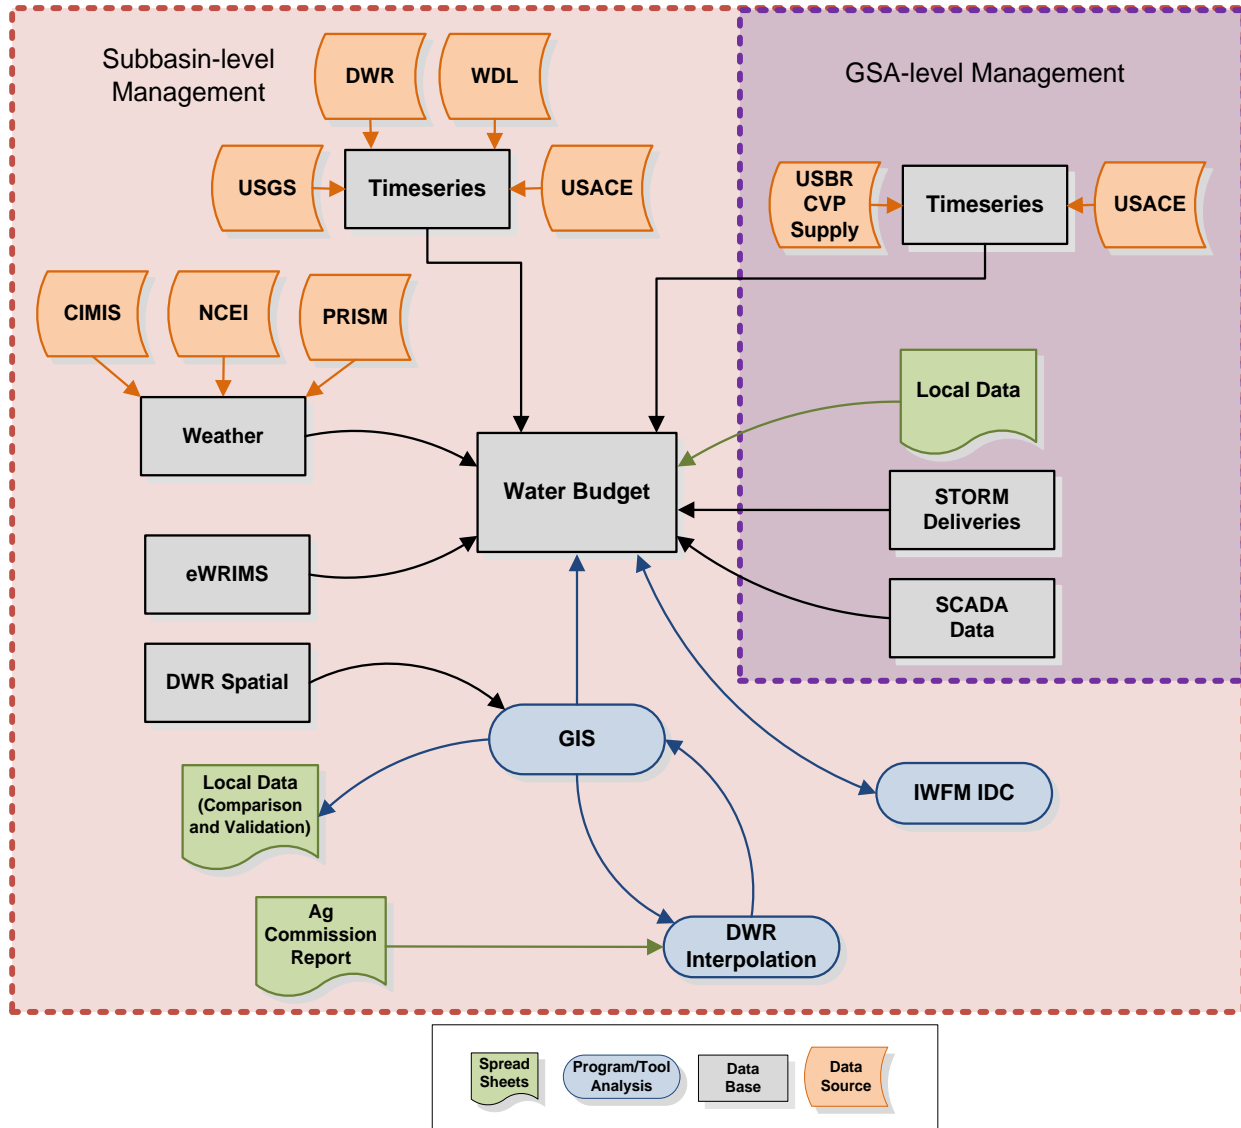 Subbasin-level
Management
DWR
WDL
GSA-level Management
USGS
Timeseries
USACE
USBR
CVP
Supply
Timeseries
USACE
CIMIS
NCEI
PRISM
Local Data
Weather
Water Budget
STORM
Deliveries
eWRIMS
SCADA
Data
DWR Spatial
GIS
Local Data
(Comparison
and Validation)
IWFM IDC
Ag
Commission
Report
DWR
Interpolation
Spread
Sheets
Program/Tool
Analysis
Data
Base
Data
Source